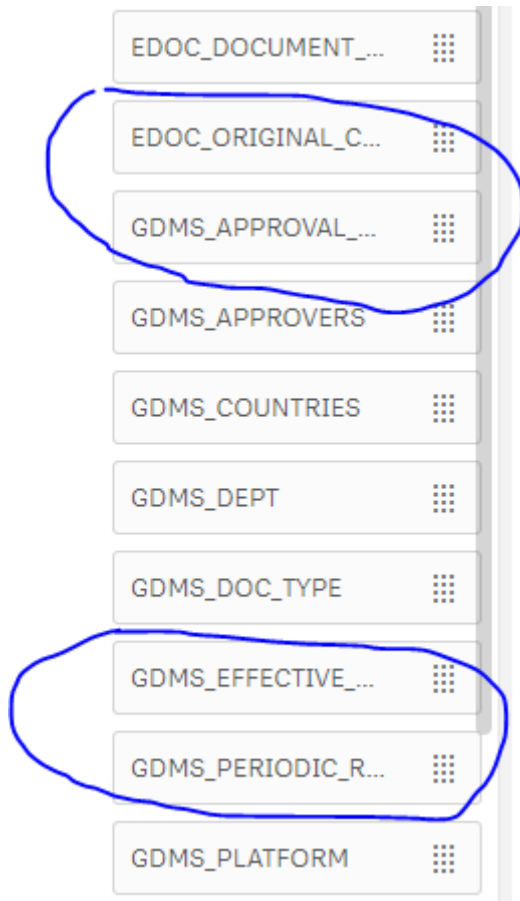 EDOC_DOCUMENT_...
EDOC_ORIGINAL_C...
GDMS_APPROVAL_...
GDMS_APPROVERS
GDMS_COUNTRIES
GDMS_DEPT
GDMS_DOC_TYPE
GDMS_EFFECTIVE_...
GDMS_PERIODIC_R...
GDMS_PLATFORM